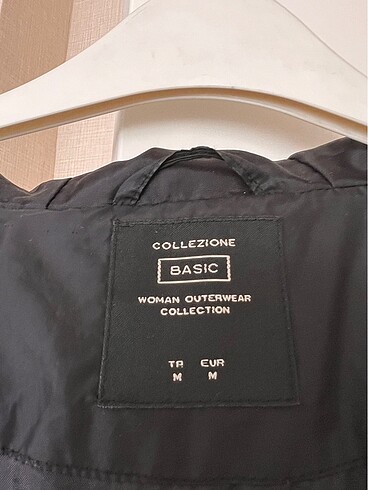 COLLEZIONE
BASIC
WOMAN OUTERWEAR
COLLECTION
TR EUR
M M